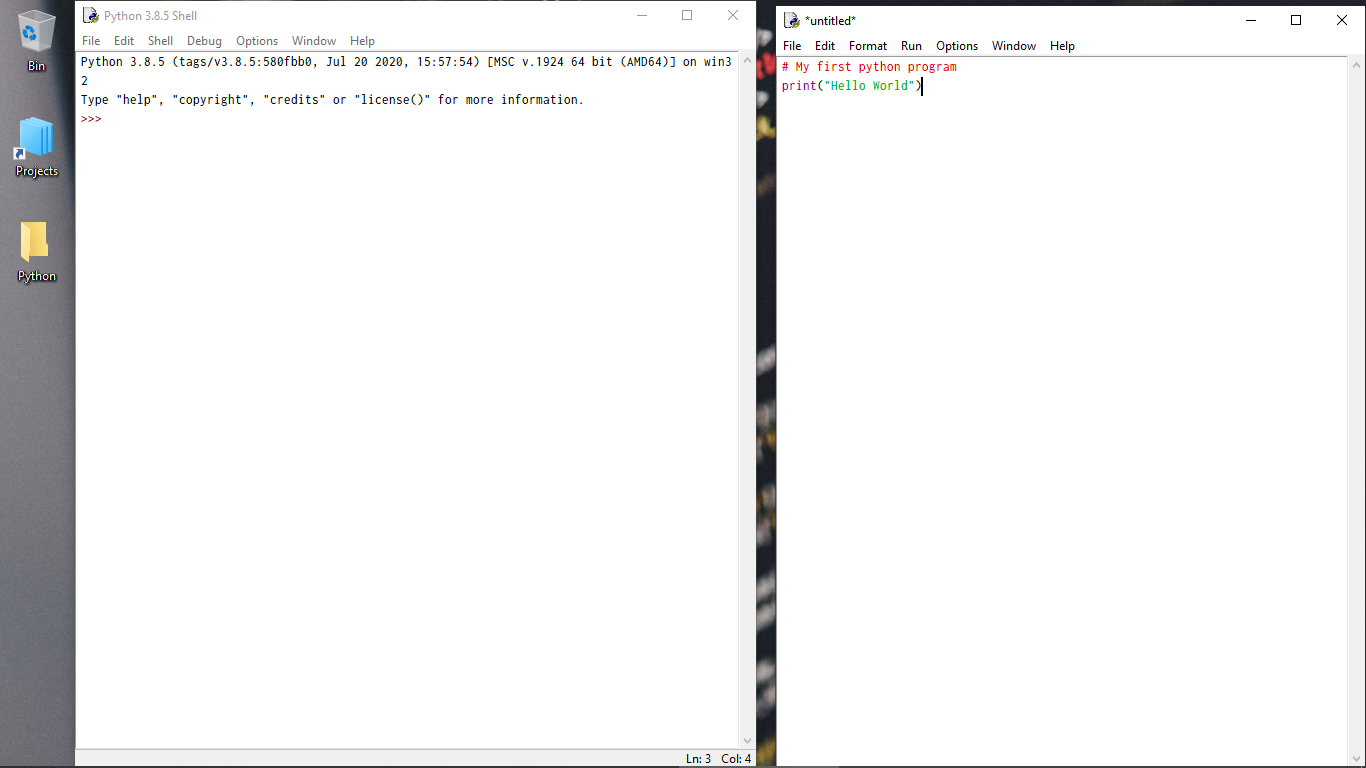 Bin
Projects
Python
Python 3.8.5 Shell
File Edit Shell Debug Options Window Help
Python 3.8.5 (tags/v3.8.5:580fbb0, Jul 20 2020, 15:57:54) [MSC v.1924 64 bit (AMD64)] on win3
2
Type "help", "copyright", "credits" or "license()" for more information.
>>>
Ln: 3 Col: 4
*untitled*
File Edit Format Run Options Window Help
# My first python program
print("Hello World")